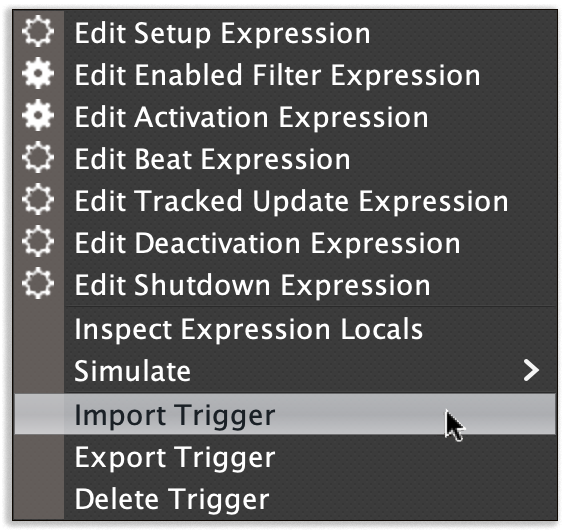 Edit Setup Expression
Edit Enabled Filter Expression
Edit Activation Expression
Edit Beat Expression
Edit Tracked Update Expression
Edit Deactivation Expression
Edit Shutdown Expression
Inspect Expression Locals
Simulate
Import Trigger
Export Trigger
Delete Trigger